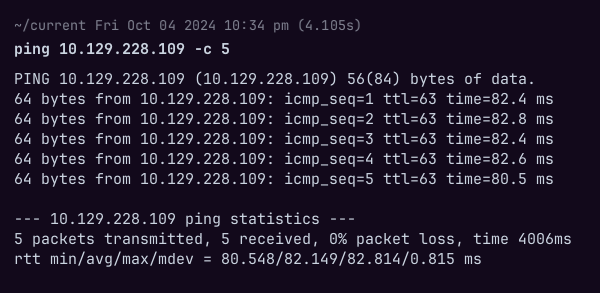 ~/current Fri Oct 04 2024 10:34 pm (4.105s)
ping 10.129.228.109 -c 5
PING 10.129.228.109 (10.129.228.109) 56(84) bytes of data.
64 bytes from 10.129.228.109: icmp_seq=1 ttl=63 time=82.4 ms
64 bytes from 10.129.228.109: icmp_seq=2 ttl=63 time=82.8 ms
64 bytes from 10.129.228.109: icmp_seq=3 ttl=63 time=82.4 ms
64 bytes from 10.129.228.109: icmp_seq=4 ttl=63 time=82.6 ms
64 bytes from 10.129.228.109: icmp_seq=5 ttl=63 time=80.5 ms
--- 10.129.228.109 ping statistics ---
5 packets transmitted, 5 received, 0% packet loss, time 4006ms
rtt min/avg/max/mdev = 80.548/82.149/82.814/0.815 ms